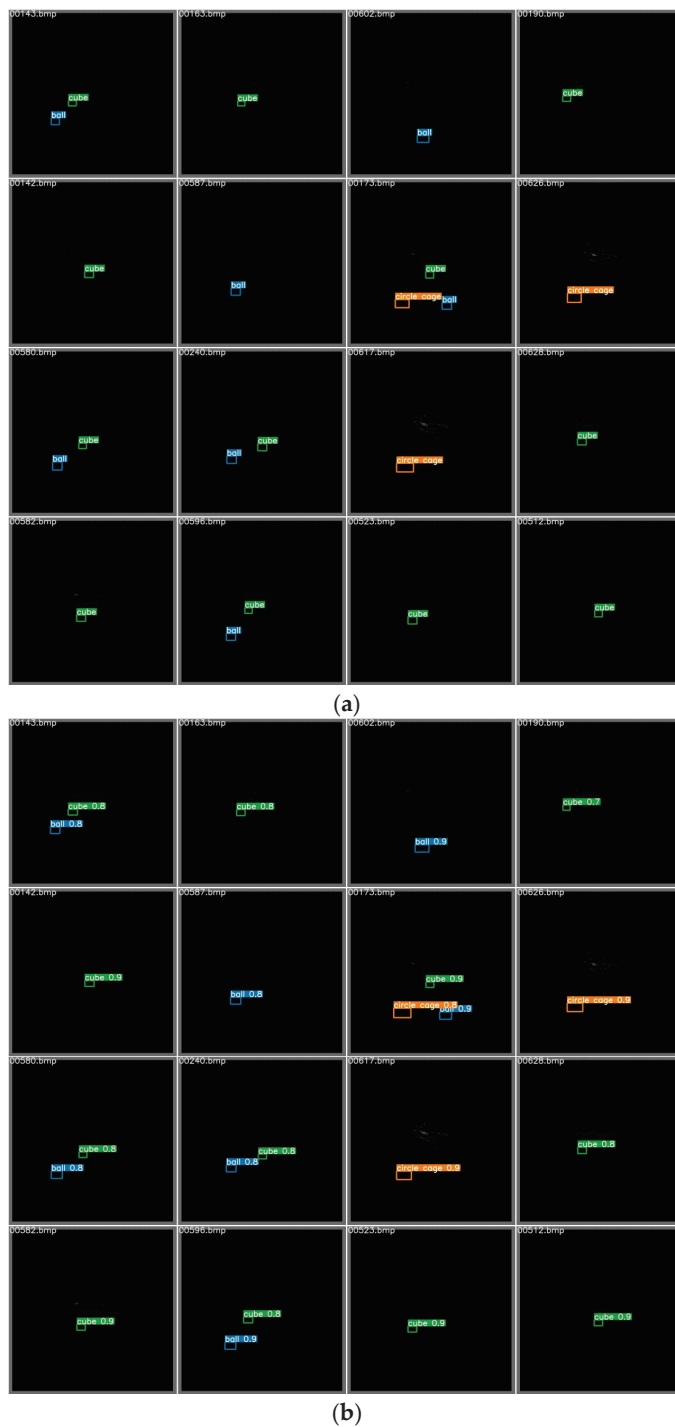 00143.bmp 00163.bmp 00602.bmp 00190.bmp
cube
ball
cube
ball
cube
00142.bmp 00587.bmp 00173.bmp 00626.bmp
cube
ball
cube
circle cage
ball
circle cage
00580.bmp 00240.bmp 00617.bmp 00628.bmp
cube
ball
cube
ball
circle cage
cube
00582.bmp 00596.bmp 00523.bmp 00512.bmp
cube
cube
ball
cube
cube
(a)
00143.bmp 00163.bmp 00602.bmp 00190.bmp
cube 0.8
ball 0.8
cube 0.8
ball 0.9
cube 0.7
00142.bmp 00587.bmp 00173.bmp 00626.bmp
cube 0.9
ball 0.8
cube 0.9
circle cage 0.8
ball 0.9
circle cage 0.9
00580.bmp 00240.bmp 00617.bmp 00628.bmp
cube 0.8
ball 0.8
cube 0.8
ball 0.8
circle cage 0.9
cube 0.8
00582.bmp 00596.bmp 00523.bmp 00512.bmp
cube 0.9
cube 0.8
ball 0.9
cube 0.9
cube 0.9
(b)